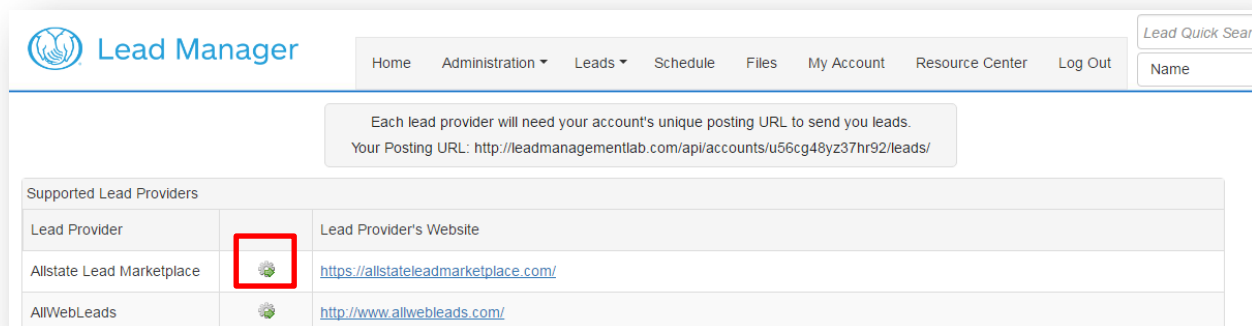 Lead Manager
Lead Quick Sear
Home Administration Leads Schedule Files My Account Resource Center Log Out
Name
Each lead provider will need your account's unique posting URL to send you leads.
Your Posting URL: http://leadmanagementlab.com/api/accounts/u56cg48yz37hr92/leads/
Supported Lead Providers
Lead Provider Lead Provider's Website
Allstate Lead Marketplace https://allstateleadmarketplace.com/
AllWebLeads http://www.allwebleads.com/